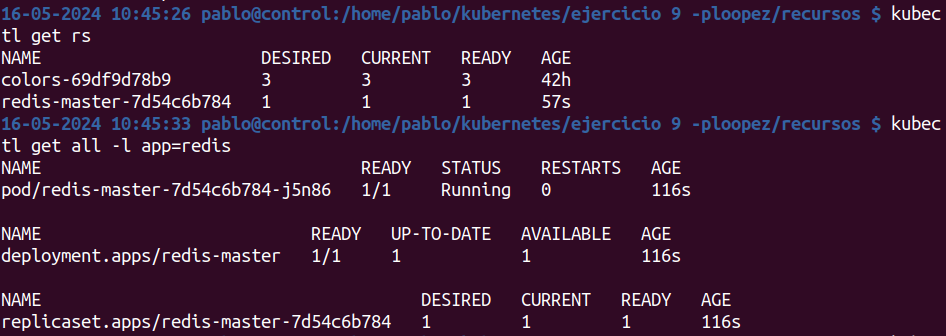 16-05-2024 10:45:26 pablo@control:/home/pablo/kubernetes/ejercicio 9 -ploopez/recursos $ kubec
tl get rs
NAME DESIRED CURRENT READY AGE
colors-69df9d78b9 3 3 3 42h
redis-master-7d54c6b784 1 1 1 57s
16-05-2024 10:45:33 pablo@control:/home/pablo/kubernetes/ejercicio 9 -ploopez/recursos $ kubec
tl get all -l app=redis
NAME READY STATUS RESTARTS AGE
pod/redis-master-7d54c6b784-j5n86 1/1 Running 0 116s
NAME READY UP-TO-DATE AVAILABLE AGE
deployment.apps/redis-master 1/1 1 1 116s
NAME DESIRED CURRENT READY AGE
replicaset.apps/redis-master-7d54c6b784 1 1 1 116s